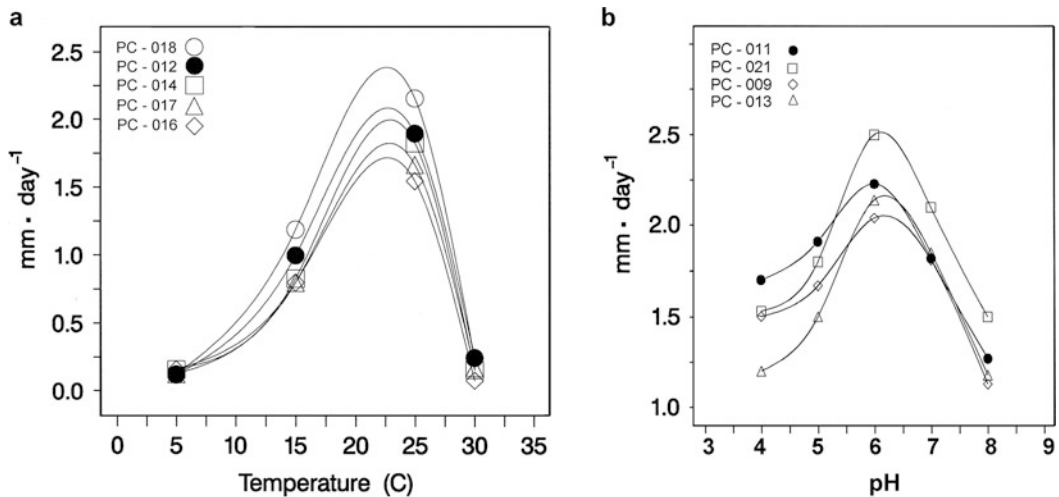 a
PC - 018
PC - 012
PC - 014
PC - 017
PC - 016
2.5
2.0
1.5
1.0
0.5
0.0
mm · day⁻¹
0 5 10 15 20 25 30 35
Temperature (C)
b
PC - 011
PC - 021
PC - 009
PC - 013
2.5
2.0
1.5
1.0
mm · day⁻¹
3 4 5 6 7 8 9
pH